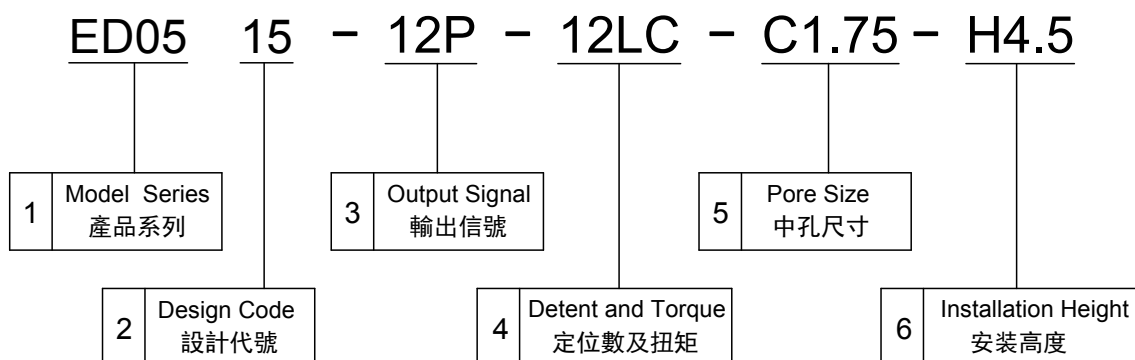 ED05 15 - 12P - 12LC - C1.75 - H4.5
1 Model Series
產品系列
3 Output Signal
輸出信號
5 Pore Size
中孔尺寸
2 Design Code
設計代號
4 Detent and Torque
定位數及扭矩
6 Installation Height
安裝高度